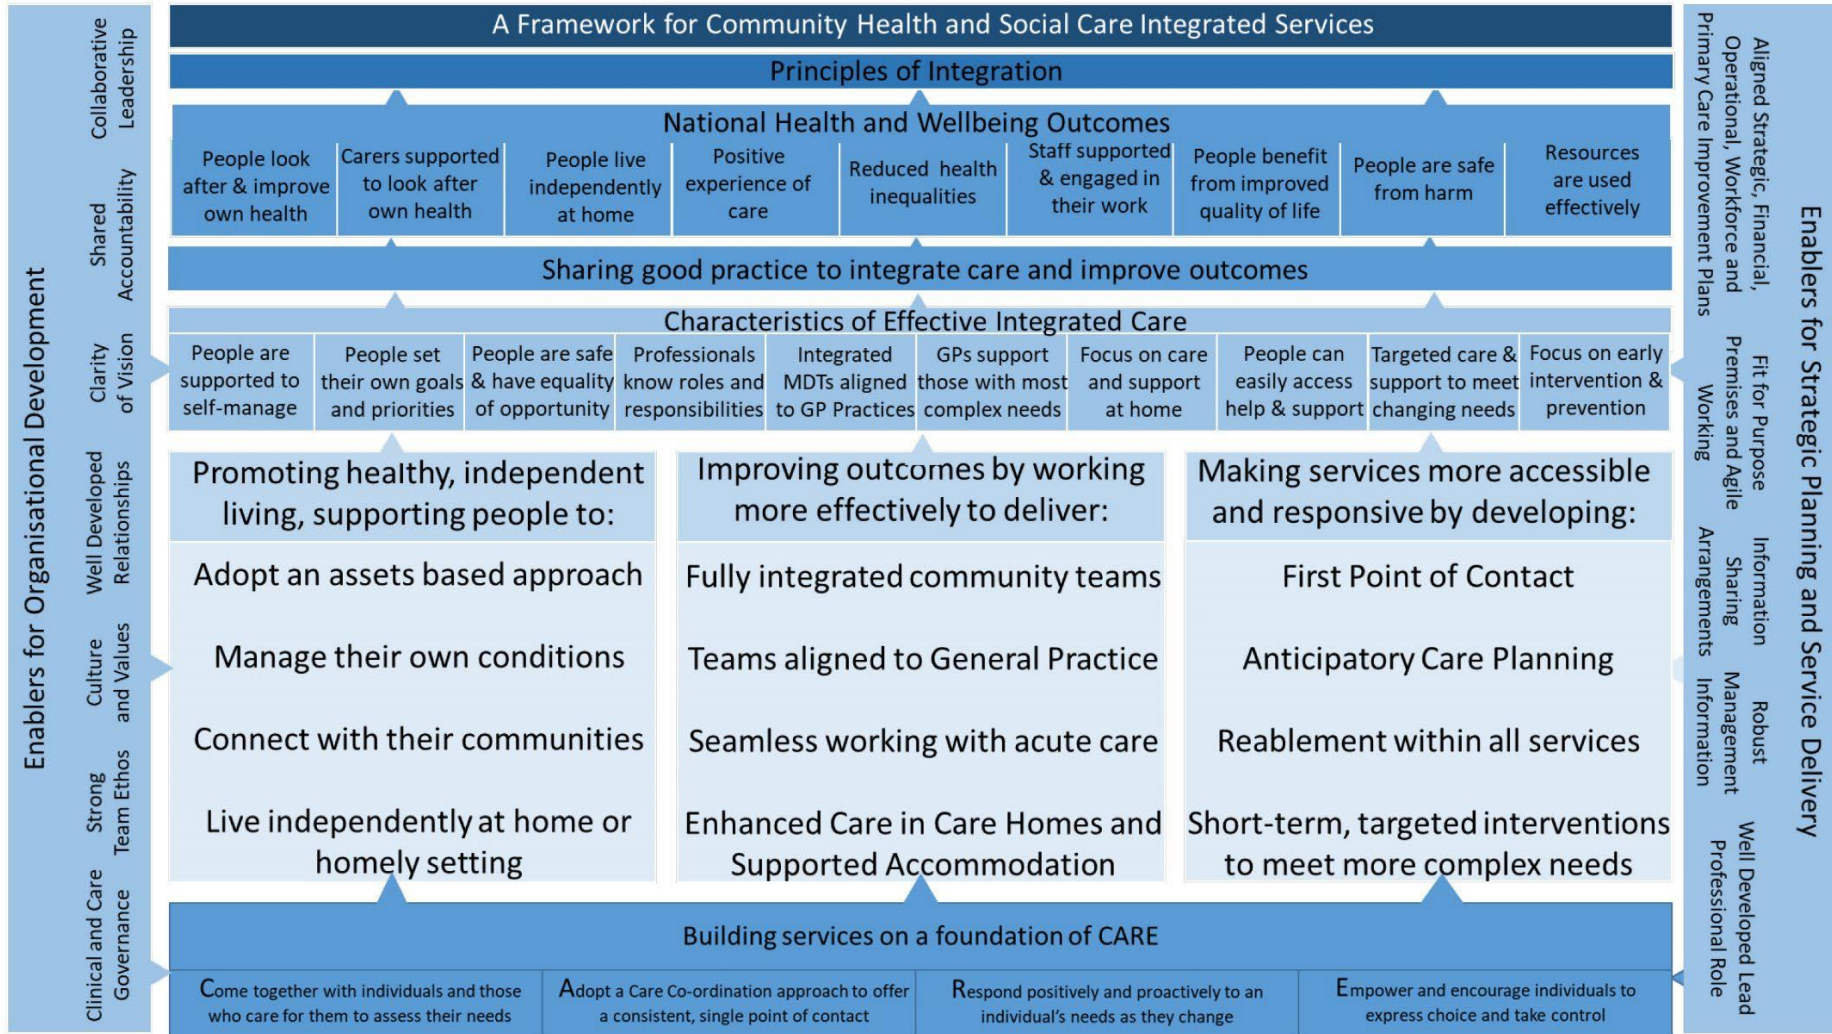 A Framework for Community Health and Social Care Integrated Services
Principles of Integration
National Health and Wellbeing Outcomes
People look
after & improve
own health
Carers supported
to look after
own health
People live
independently
at home
Positive
experience of
care
Reduced health
inequalities
Staff supported
& engaged in
their work
People benefit
from improved
quality of life
People are safe
from harm
Resources
are used
effectively
Sharing good practice to integrate care and improve outcomes
Characteristics of Effective Integrated Care
People are
supported to
self-manage
People set
their own goals
and priorities
People are safe
& have equality
of opportunity
Professionals
know roles and
responsibilities
Integrated
MDTs aligned
to GP Practices
GPs support
those with most
complex needs
Focus on care
and support
at home
People can
easily access
help & support
Targeted care &
support to meet
changing needs
Focus on early
intervention &
prevention
Promoting healthy, independent
living, supporting people to:
Adopt an assets based approach
Manage their own conditions
Connect with their communities
Live independently at home or
homely setting
Improving outcomes by working
more effectively to deliver:
Fully integrated community teams
Teams aligned to General Practice
Seamless working with acute care
Enhanced Care in Care Homes and
Supported Accommodation
Making services more accessible
and responsive by developing:
First Point of Contact
Anticipatory Care Planning
Reablement within all services
Short-term, targeted interventions
to meet more complex needs
Building services on a foundation of CARE
Come together with individuals and those
who care for them to assess their needs
Adopt a Care Co-ordination approach to offer
a consistent, single point of contact
Respond positively and proactively to an
individual's needs as they change
Empower and encourage individuals to
express choice and take control
Enablers for Organisational Development
Collaborative
Leadership
Shared
Accountability
Clarity
of Vision
Well Developed
Relationships
Culture
and Values
Strong
Team Ethos
Clinical and Care
Governance
Enablers for Strategic Planning and Service Delivery
Aligned Strategic, Financial,
Operational, Workforce and
Primary Care Improvement Plans
Fit for Purpose
Premises and Agile
Working
Information
Sharing
Arrangements
Robust
Management
Information
Well Developed Lead
Professional Role